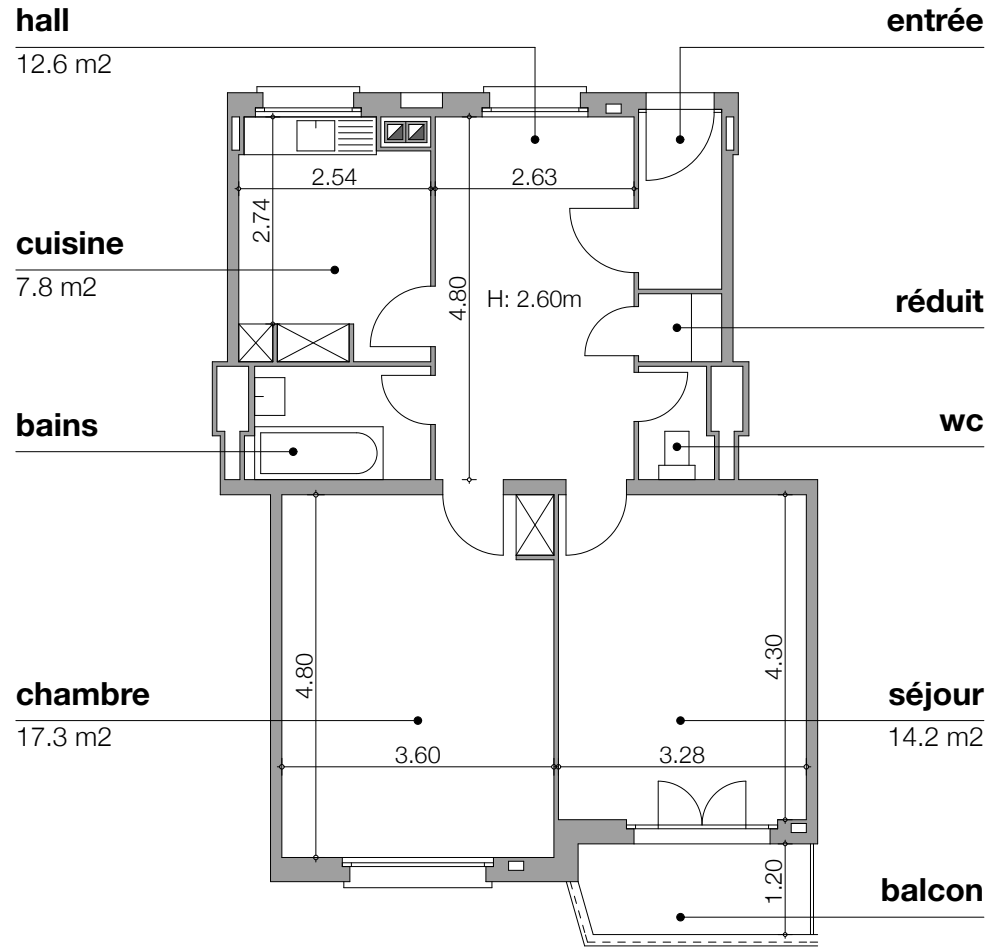 hall
12.6 m2
entrée
2.54
2.63
2.74
cuisine
7.8 m2
4.80
H: 2.60m
réduit
bains
wc
4.80
4.30
chambre
17.3 m2
séjour
14.2 m2
3.60
3.28
1.20
balcon